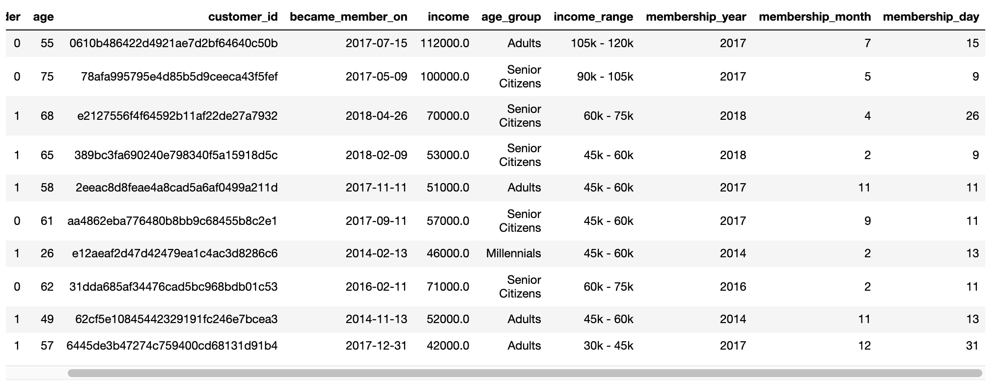 der age customer_id became_member_on income age_group income_range membership_year membership_month membership_day
0 55 0610b486422d4921ae7d2bf64640c50b 2017-07-15 112000.0 Adults 105k - 120k 2017 7 15
0 75 78afa995795e4d85b5d9ceeca43f5fef 2017-05-09 100000.0 Senior Citizens 90k - 105k 2017 5 9
1 68 e2127556f4f64592b11af22de27a7932 2018-04-26 70000.0 Senior Citizens 60k - 75k 2018 4 26
1 65 389bc3fa690240e798340f5a15918d5c 2018-02-09 53000.0 Senior Citizens 45k - 60k 2018 2 9
1 58 2eeac8d8feae4a8cad5a6af0499a211d 2017-11-11 51000.0 Adults 45k - 60k 2017 11 11
0 61 aa4862eba776480b8bb9c68455b8c2e1 2017-09-11 57000.0 Senior Citizens 45k - 60k 2017 9 11
1 26 e12aeaf2d47d42479ea1c4ac3d8286c6 2014-02-13 46000.0 Millennials 45k - 60k 2014 2 13
0 62 31dda685af34476cad5bc968bdb01c53 2016-02-11 71000.0 Senior Citizens 60k - 75k 2016 2 11
1 49 62cf5e10845442329191fc246e7bcea3 2014-11-13 52000.0 Adults 45k - 60k 2014 11 13
1 57 6445de3b47274c759400cd68131d91b4 2017-12-31 42000.0 Adults 30k - 45k 2017 12 31